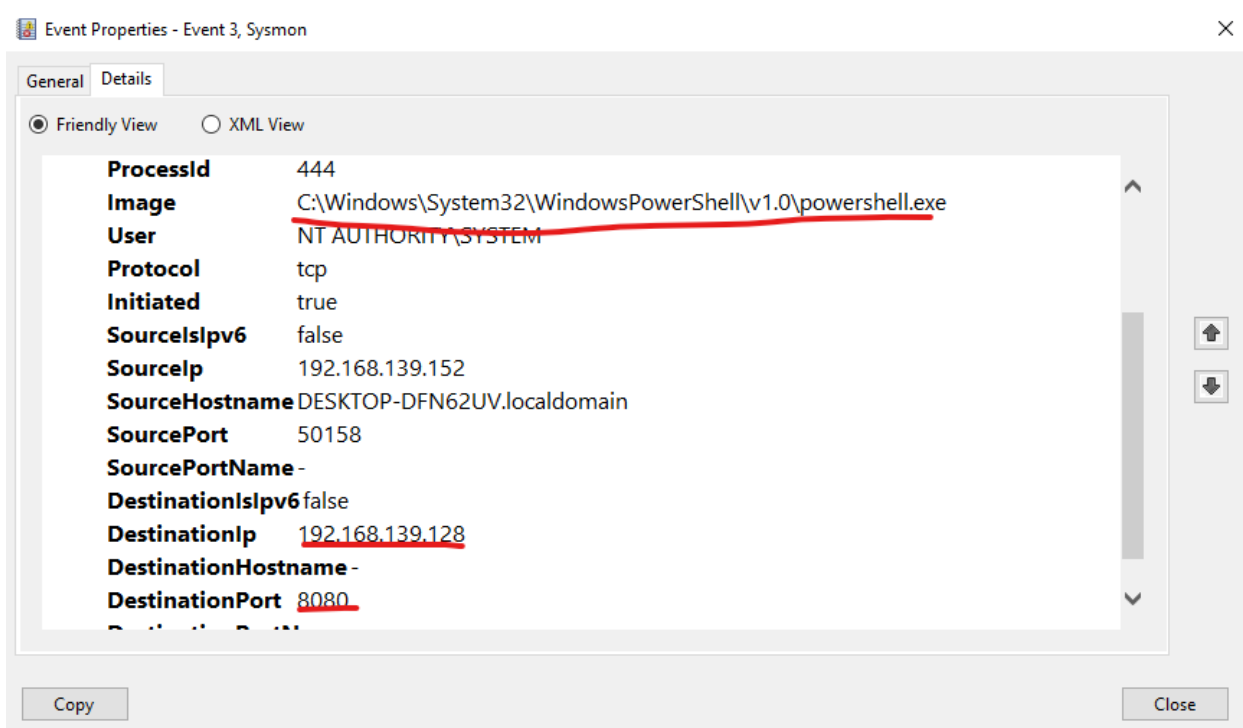 Event Properties - Event 3, Sysmon
General Details
Friendly View XML View
ProcessId 444
Image C:\Windows\System32\WindowsPowerShell\v1.0\powershell.exe
User NT AUTHORITY\SYSTEM
Protocol tcp
Initiated true
SourceIsIpv6 false
SourceIp 192.168.139.152
SourceHostname DESKTOP-DFN62UV.localdomain
SourcePort 50158
SourcePortName -
DestinationIsIpv6 false
DestinationIp 192.168.139.128
DestinationHostname -
DestinationPort 8080
Copy Close